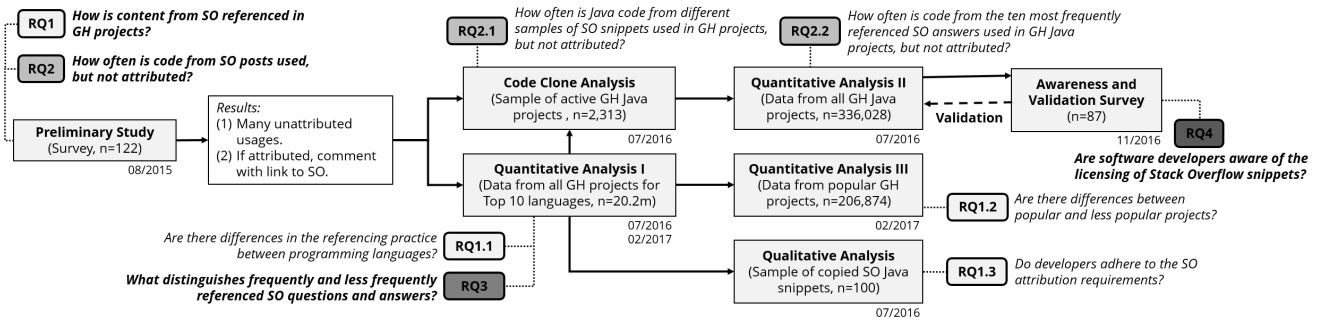 RQ1
How is content from SO referenced in
GH projects?
RQ2
How often is code from SO posts used,
but not attributed?
Preliminary Study
(Survey, n=122)
08/2015
Results:
(1) Many unattributed
usages.
(2) If attributed, comment
with link to SO.
RQ2.1
How often is Java code from different
samples of SO snippets used in GH projects,
but not attributed?
Code Clone Analysis
(Sample of active GH Java
projects , n=2,313)
07/2016
Quantitative Analysis I
(Data from all GH projects for
Top 10 languages, n=20.2m)
07/2016
02/2017
Are there differences in the referencing practice
between programming languages?
RQ1.1
What distinguishes frequently and less frequently
referenced SO questions and answers?
RQ3
RQ2.2
How often is code from the ten most frequently
referenced SO answers used in GH Java
projects, but not attributed?
Quantitative Analysis II
(Data from all GH Java
projects, n=336,028)
07/2016
Validation
Awareness and
Validation Survey
(n=87)
11/2016
RQ4
Are software developers aware of the
licensing of Stack Overflow snippets?
Quantitative Analysis III
(Data from popular GH
projects, n=206,874)
02/2017
RQ1.2
Are there differences between
popular and less popular projects?
Qualitative Analysis
(Sample of copied SO Java
snippets, n=100)
07/2016
RQ1.3
Do developers adhere to the SO
attribution requirements?